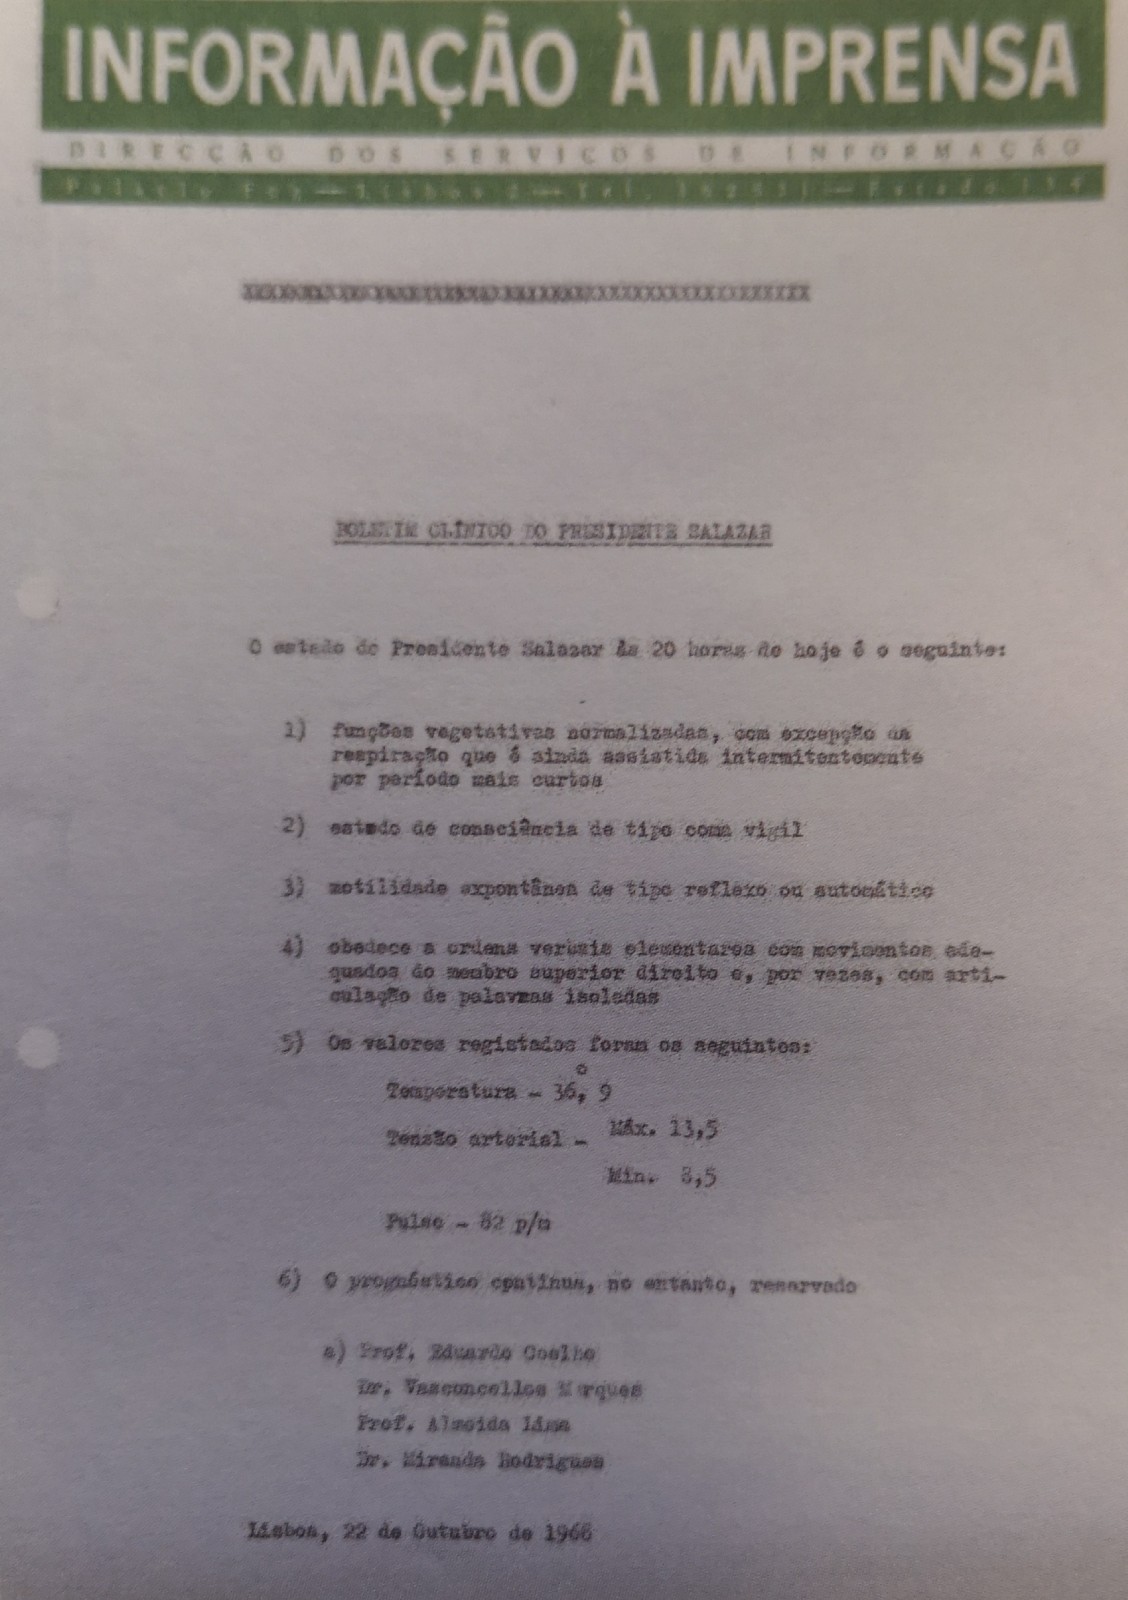 INFORMAÇÃO À IMPRENSA
DIRECÇÃO DOS SERVIÇOS DE INFORMAÇÃO
Palácio Foz — Lisboa 2 — Tel. — Estado
BOLETIM CLÍNICO DO PRESIDENTE SALAZAR
O estado do Presidente Salazar às 20 horas de hoje é o seguinte:
1) funções vegetativas normalizadas, com excepção da
respiração que é ainda assistida intermitentemente
por período mais curtos
2) estado de consciência de tipo coma vigil
3) motilidade expontânea de tipo reflexo ou automático
4) obedece a ordens verbais elementares com movimentos ade-
quados do membro superior direito e, por vezes, com arti-
culação de palavras isoladas
5) Os valores registados foram os seguintes:
Temperatura - 36,º 9
Tensão arterial - Máx. 13,5
Min. 8,5
Pulso - 82 p/m
6) O prognóstico continua, no entanto, reservado
a) Prof. Eduardo Coelho
Dr. Vasconcellos Marques
Prof. Almeida Lima
Dr. Miranda Rodrigues
Lisboa, 22 de Outubro de 1968